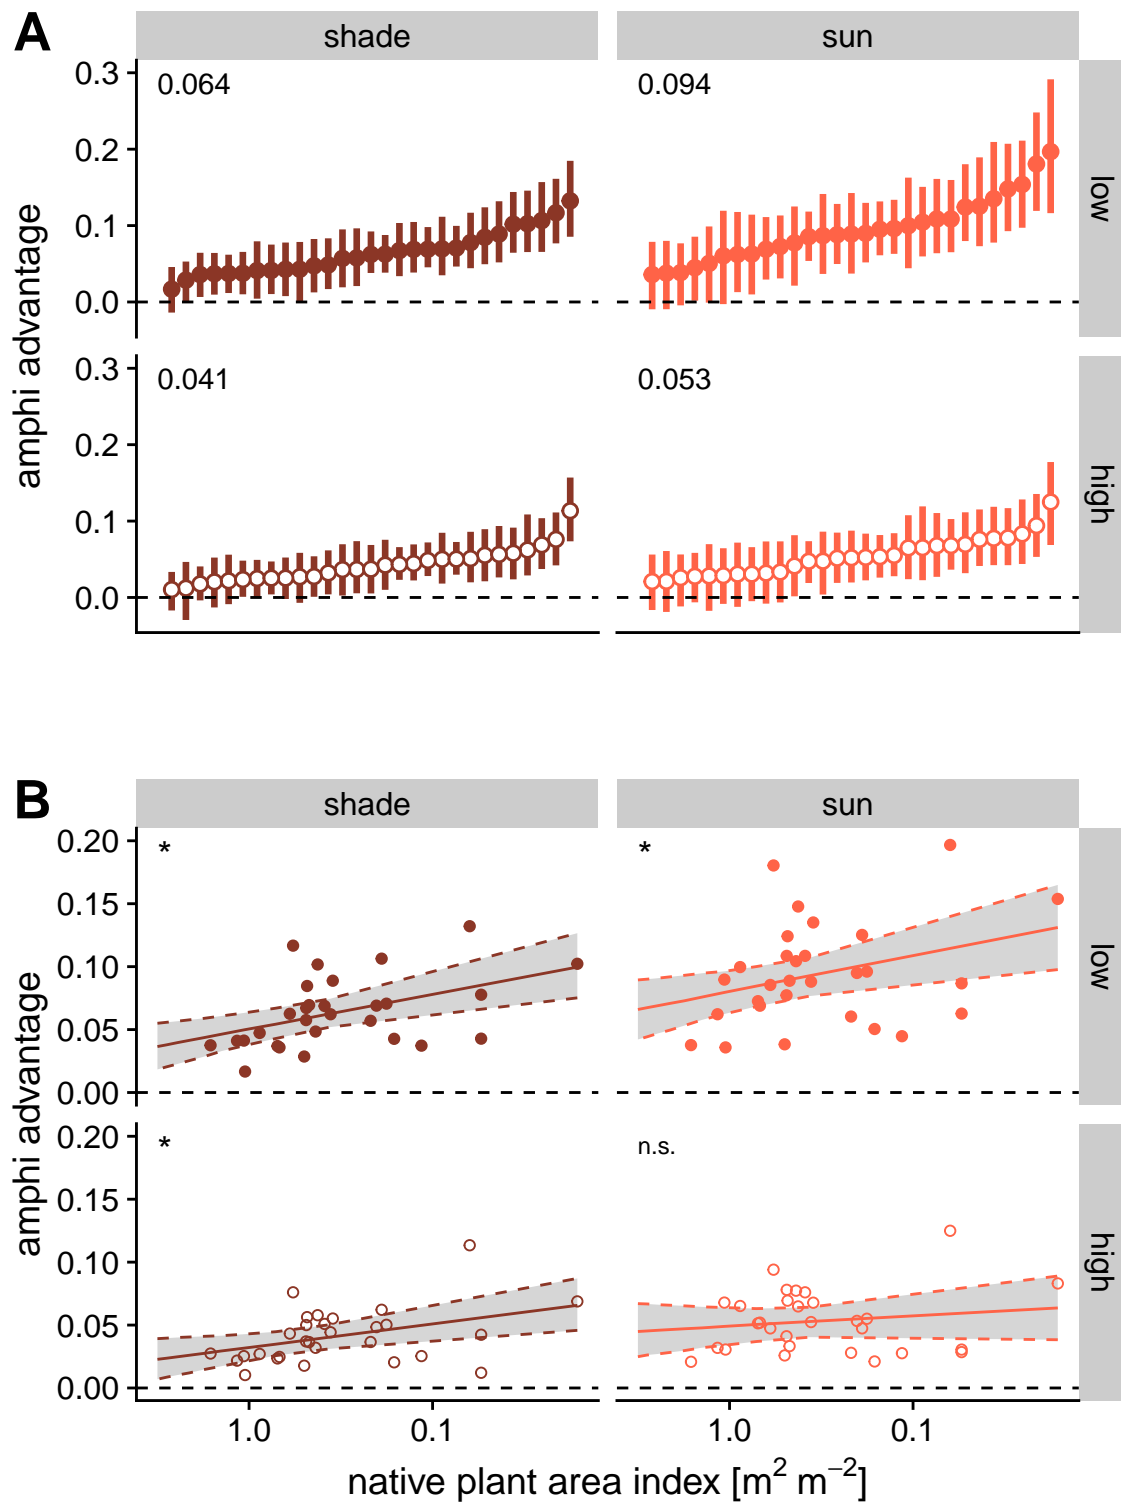 A
shade sun
0.3 0.064 0.094
0.2
0.1
0.0
low
0.3 0.041 0.053
0.2
0.1
0.0
high
amphi advantage
B
shade sun
0.20 * *
0.15
0.10
0.05
0.00
low
0.20 * n.s.
0.15
0.10
0.05
0.00
high
amphi advantage
1.0 0.1 1.0 0.1
native plant area index [m² m⁻²]